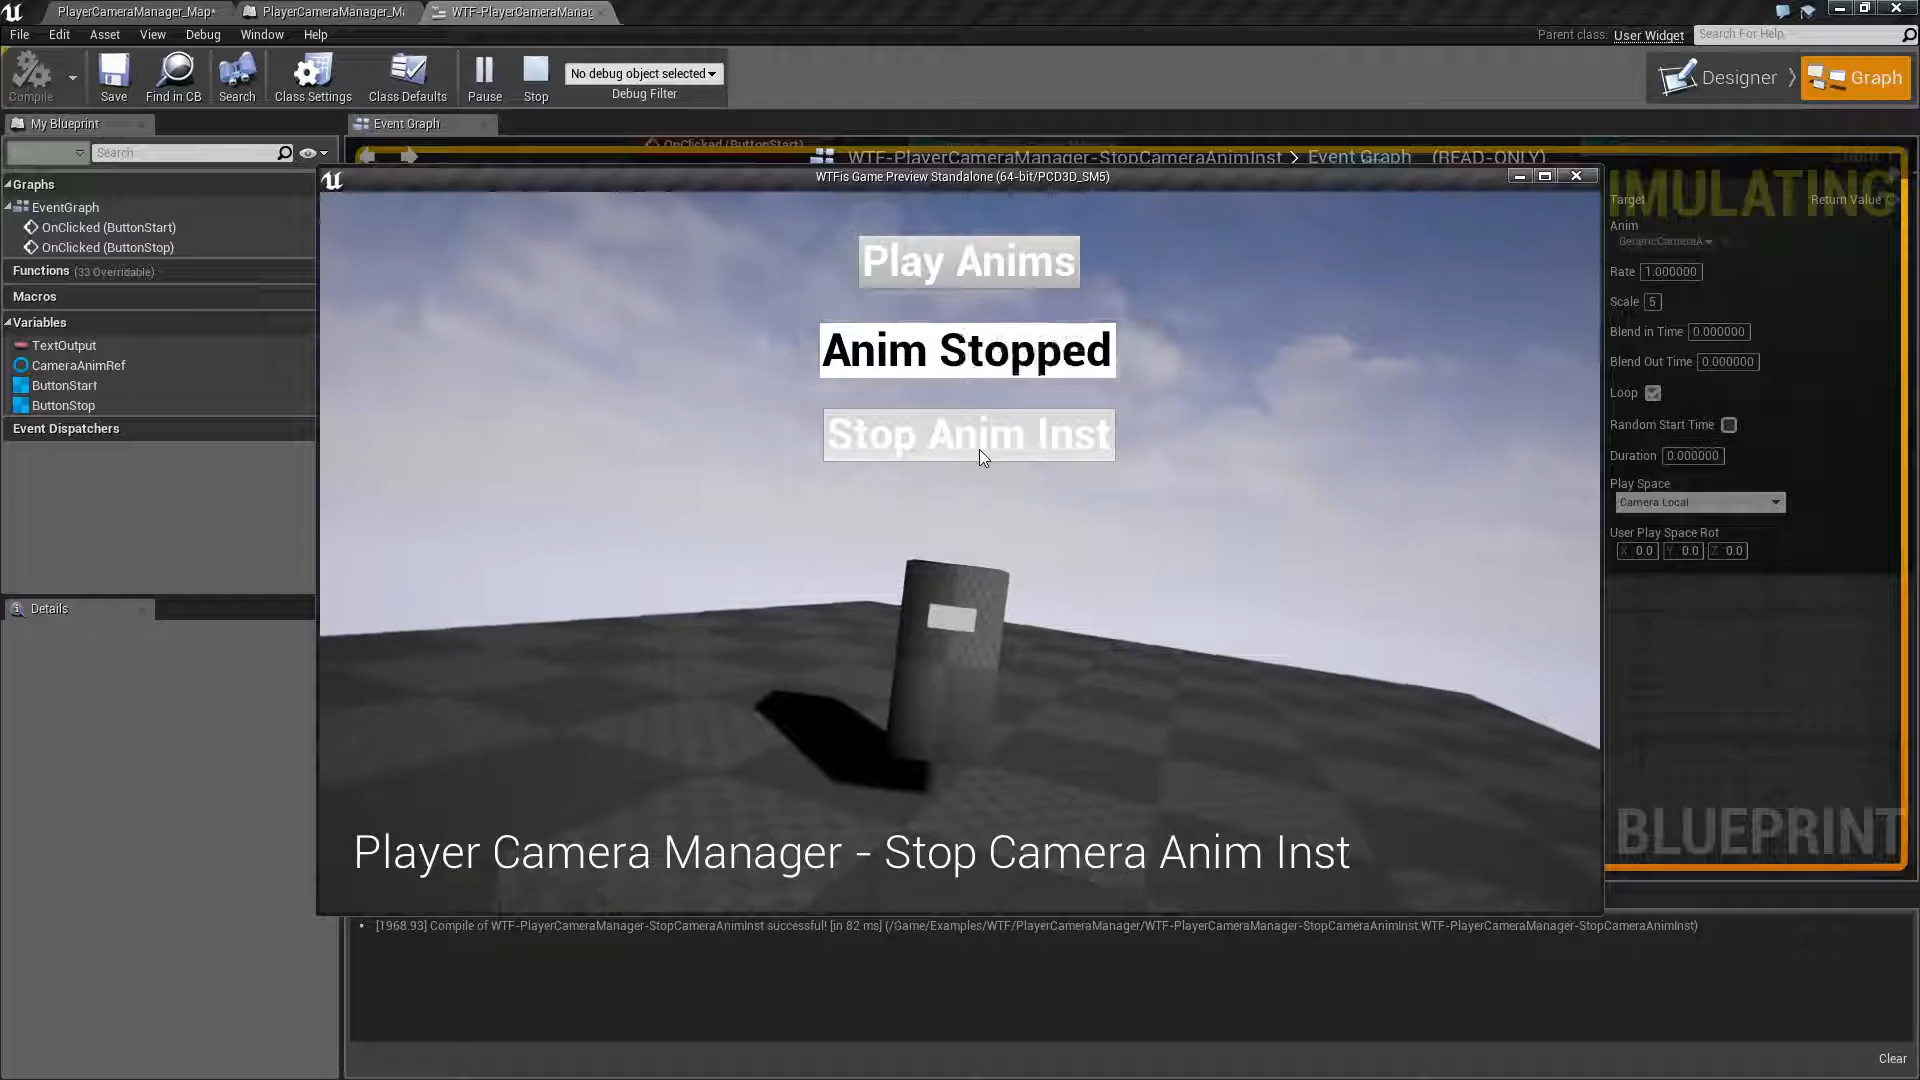 PlayerCameraManager_Map*
PlayerCameraManager_M
WTF-PlayerCameraManag
File Edit Asset View Debug Window Help
Parent class: User Widget
Search For Help
Compile
Save
Find in CB
Search
Class Settings
Class Defaults
Pause
Stop
No debug object selected
Debug Filter
Designer
Graph
My Blueprint
Event Graph
Search
OnClicked (ButtonStart)
WTF-PlayerCameraManager-StopCameraAnimInst > Event Graph (READ-ONLY)
WTFis Game Preview Standalone (64-bit/PCD3D_SM5)
Graphs
EventGraph
OnClicked (ButtonStart)
OnClicked (ButtonStop)
Functions (33 Overridable)
Macros
Variables
TextOutput
CameraAnimRef
ButtonStart
ButtonStop
Event Dispatchers
Details
Play Anims
Anim Stopped
Stop Anim Inst
Player Camera Manager - Stop Camera Anim Inst
IMULATING
Target
Return Value
Anim
GenericCameraA
Rate 1.000000
Scale 5
Blend in Time 0.000000
Blend Out Time 0.000000
Loop
Random Start Time
Duration 0.000000
Play Space
Camera Local
User Play Space Rot
X 0.0 Y 0.0 Z 0.0
BLUEPRINT
[1968.93] Compile of WTF-PlayerCameraManager-StopCameraAnimInst successful! [in 82 ms] (/Game/Examples/WTF/PlayerCameraManager/WTF-PlayerCameraManager-StopCameraAnimInst.WTF-PlayerCameraManager-StopCameraAnimInst)
Clear